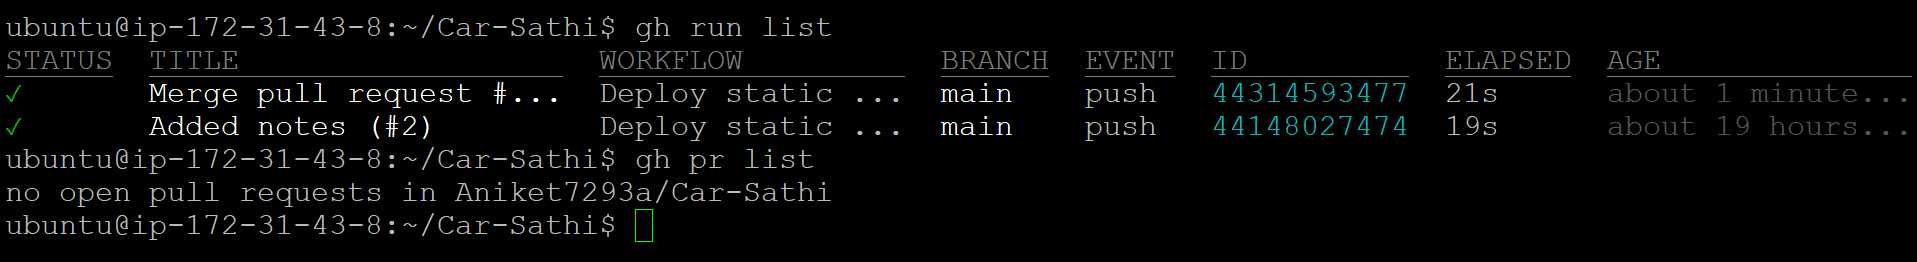 ubuntu@ip-172-31-43-8:~/Car-Sathi$ gh run list
STATUS  TITLE  WORKFLOW  BRANCH  EVENT  ID  ELAPSED  AGE
✓  Merge pull request #...  Deploy static ...  main  push  44314593477  21s  about 1 minute...
✓  Added notes (#2)  Deploy static ...  main  push  44148027474  19s  about 19 hours...
ubuntu@ip-172-31-43-8:~/Car-Sathi$ gh pr list
no open pull requests in Aniket7293a/Car-Sathi
ubuntu@ip-172-31-43-8:~/Car-Sathi$